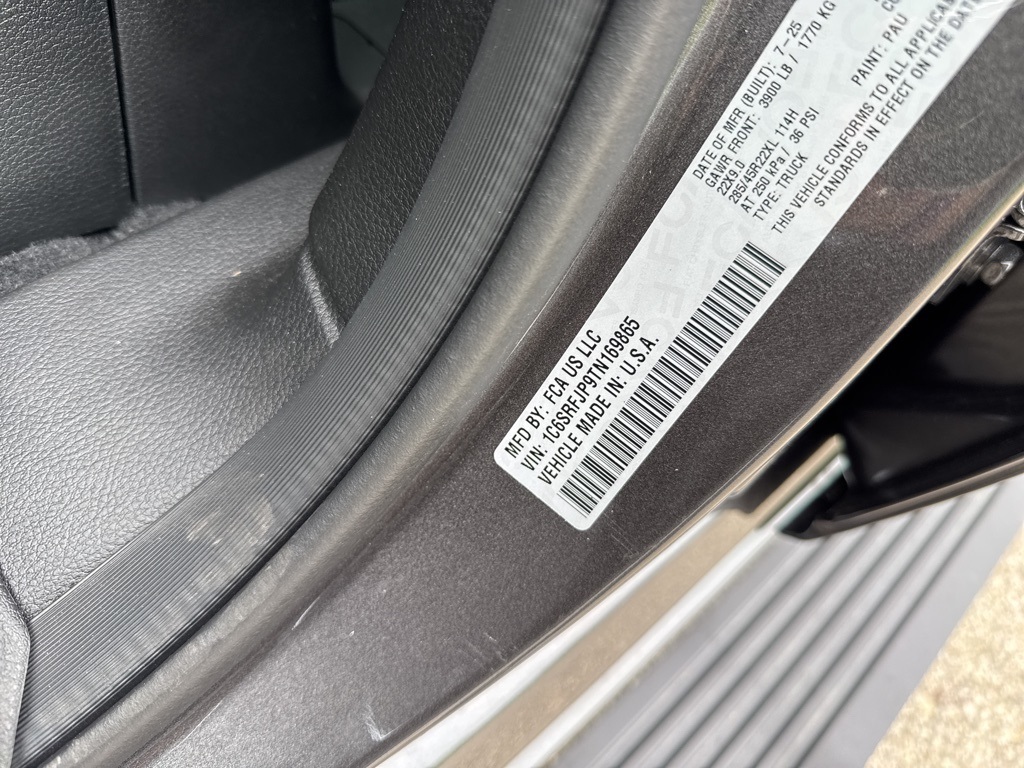 MFD BY: FCA US LLC
VIN: 1C6SRFJP9TN169865
VEHICLE MADE IN: U.S.A.
DATE OF MFR (BUILT): 7 – 25
GAWR FRONT: 3900 LB / 1770 KG
22X9.0
285/45R22XL 114H
AT 250 kPa / 36 PSI
TYPE: TRUCK PAINT: PAU
THIS VEHICLE CONFORMS TO ALL
STANDARDS IN EFFECT ON THE